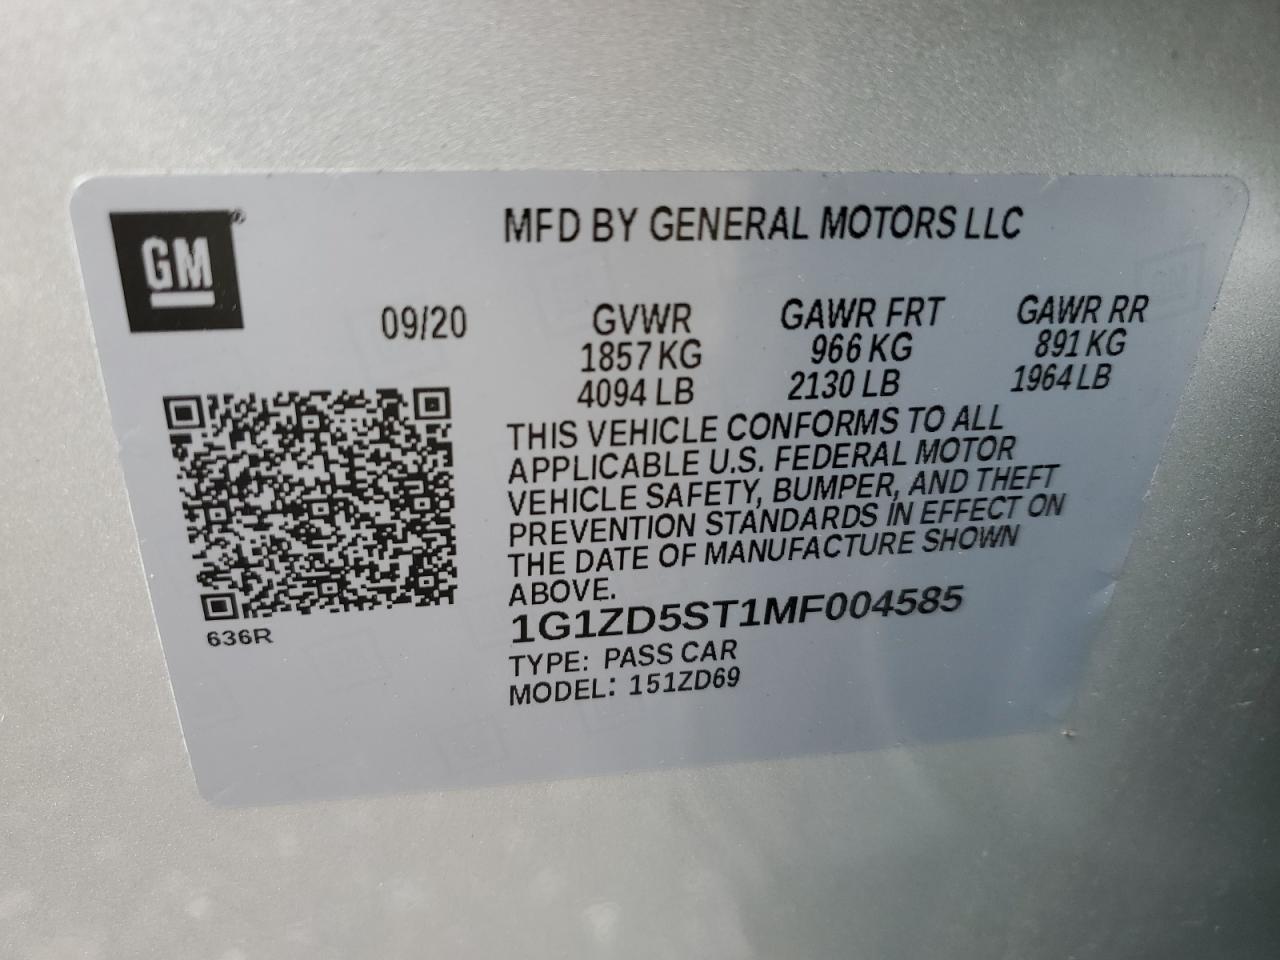 GM
MFD BY GENERAL MOTORS LLC
09/20
GVWR GAWR FRT GAWR RR
1857 KG 966 KG 891 KG
4094 LB 2130 LB 1964 LB
THIS VEHICLE CONFORMS TO ALL
APPLICABLE U.S. FEDERAL MOTOR
VEHICLE SAFETY, BUMPER, AND THEFT
PREVENTION STANDARDS IN EFFECT ON
THE DATE OF MANUFACTURE SHOWN
ABOVE.
1G1ZD5ST1MF004585
TYPE: PASS CAR
MODEL: 151ZD69
636R